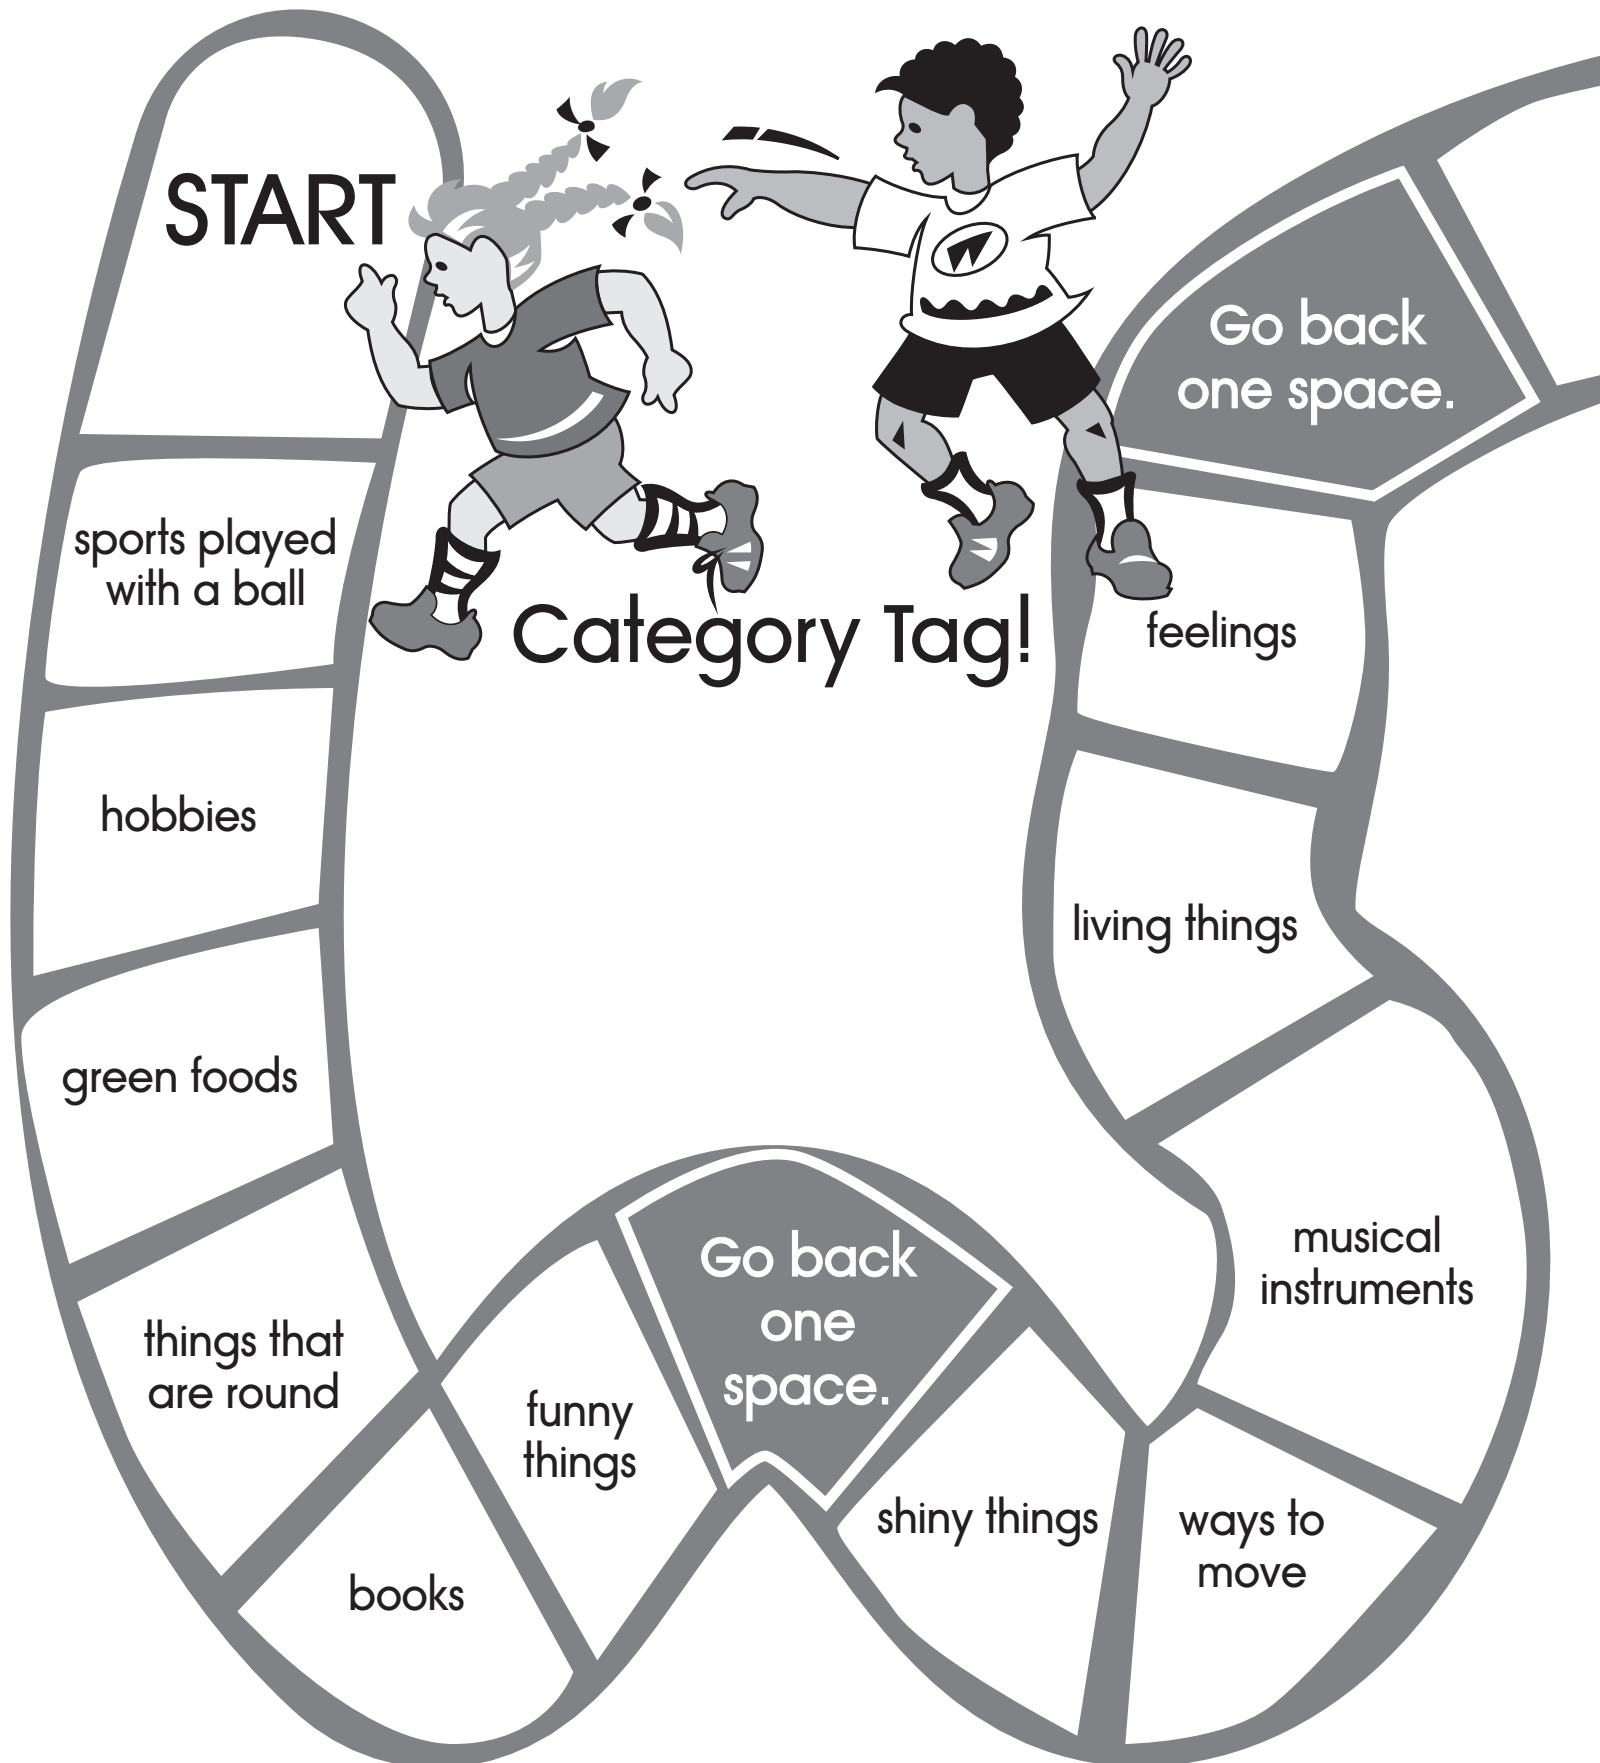 START
sports played
with a ball
hobbies
green foods
things that
are round
books
funny
things
Go back
one
space.
shiny things
ways to
move
musical
instruments
living things
feelings
Go back
one space.
Category Tag!